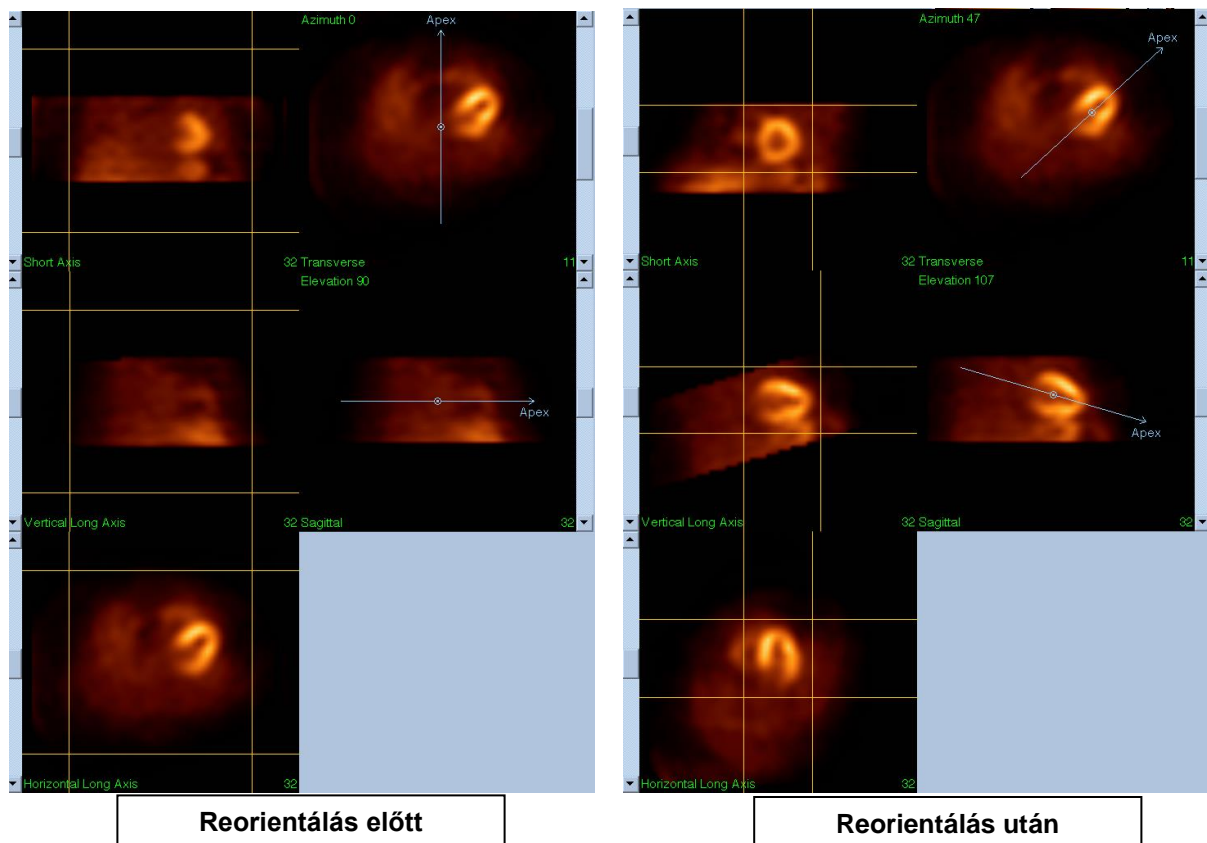 Azimuth 0
Apex
Short Axis 32
Transverse 11
Elevation 90
Apex
Vertical Long Axis 32
Sagittal 32
Horizontal Long Axis 32
Reorientálás előtt
Azimuth 47
Apex
Short Axis 32
Transverse 11
Elevation 107
Apex
Vertical Long Axis 32
Sagittal 32
Horizontal Long Axis 32
Reorientálás után